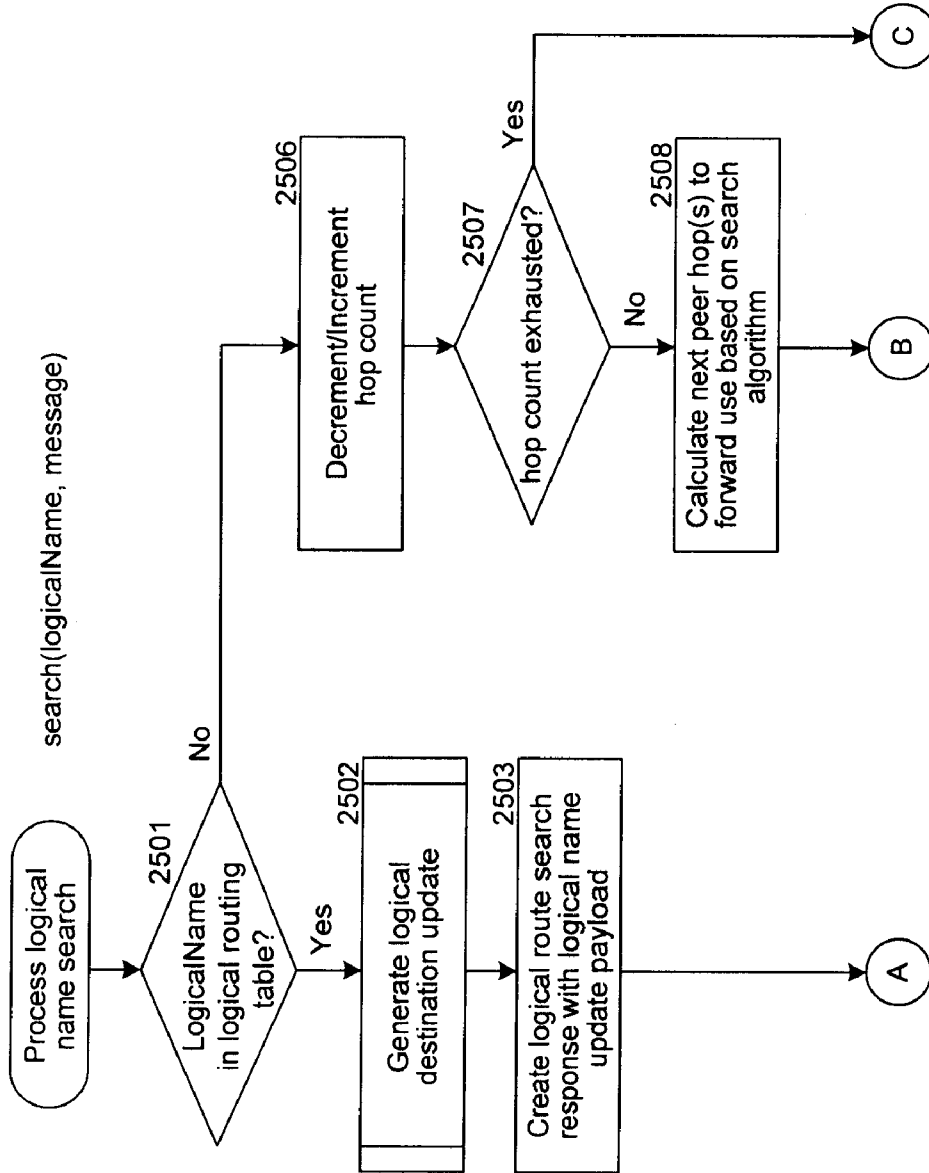 search(logicalName, message)
Process logical
name search
2501
LogicalName
in logical routing
table?
No
Yes
2502
Generate logical
destination update
2503
Create logical route search
response with logical name
update payload
A
2506
Decrement/Increment
hop count
2507
hop count exhausted?
Yes
No
2508
Calculate next peer hop(s) to
forward use based on search
algorithm
B
C